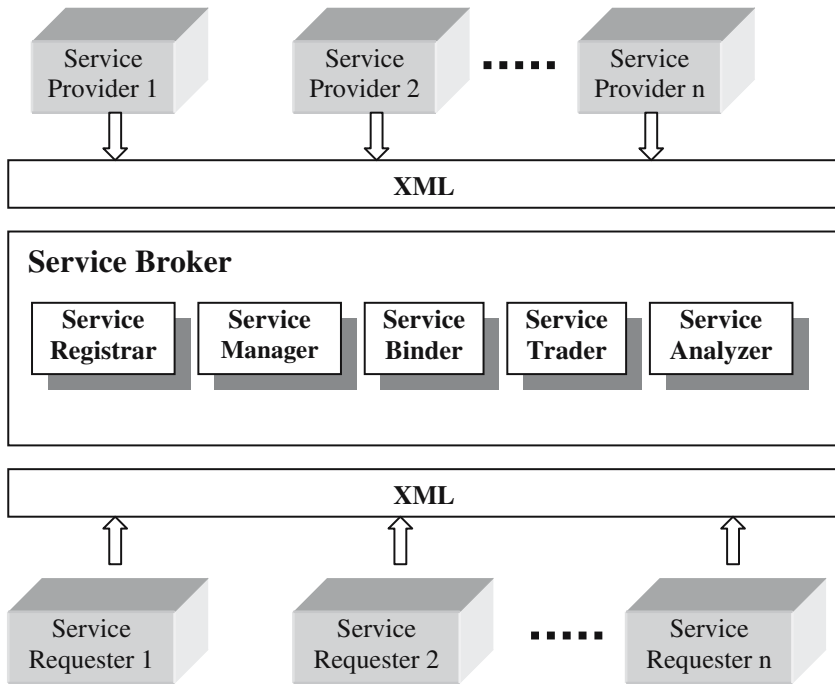 Service
Provider 1
Service
Provider 2
Service
Provider n
XML
Service Broker
Service
Registrar
Service
Manager
Service
Binder
Service
Trader
Service
Analyzer
XML
Service
Requester 1
Service
Requester 2
Service
Requester n